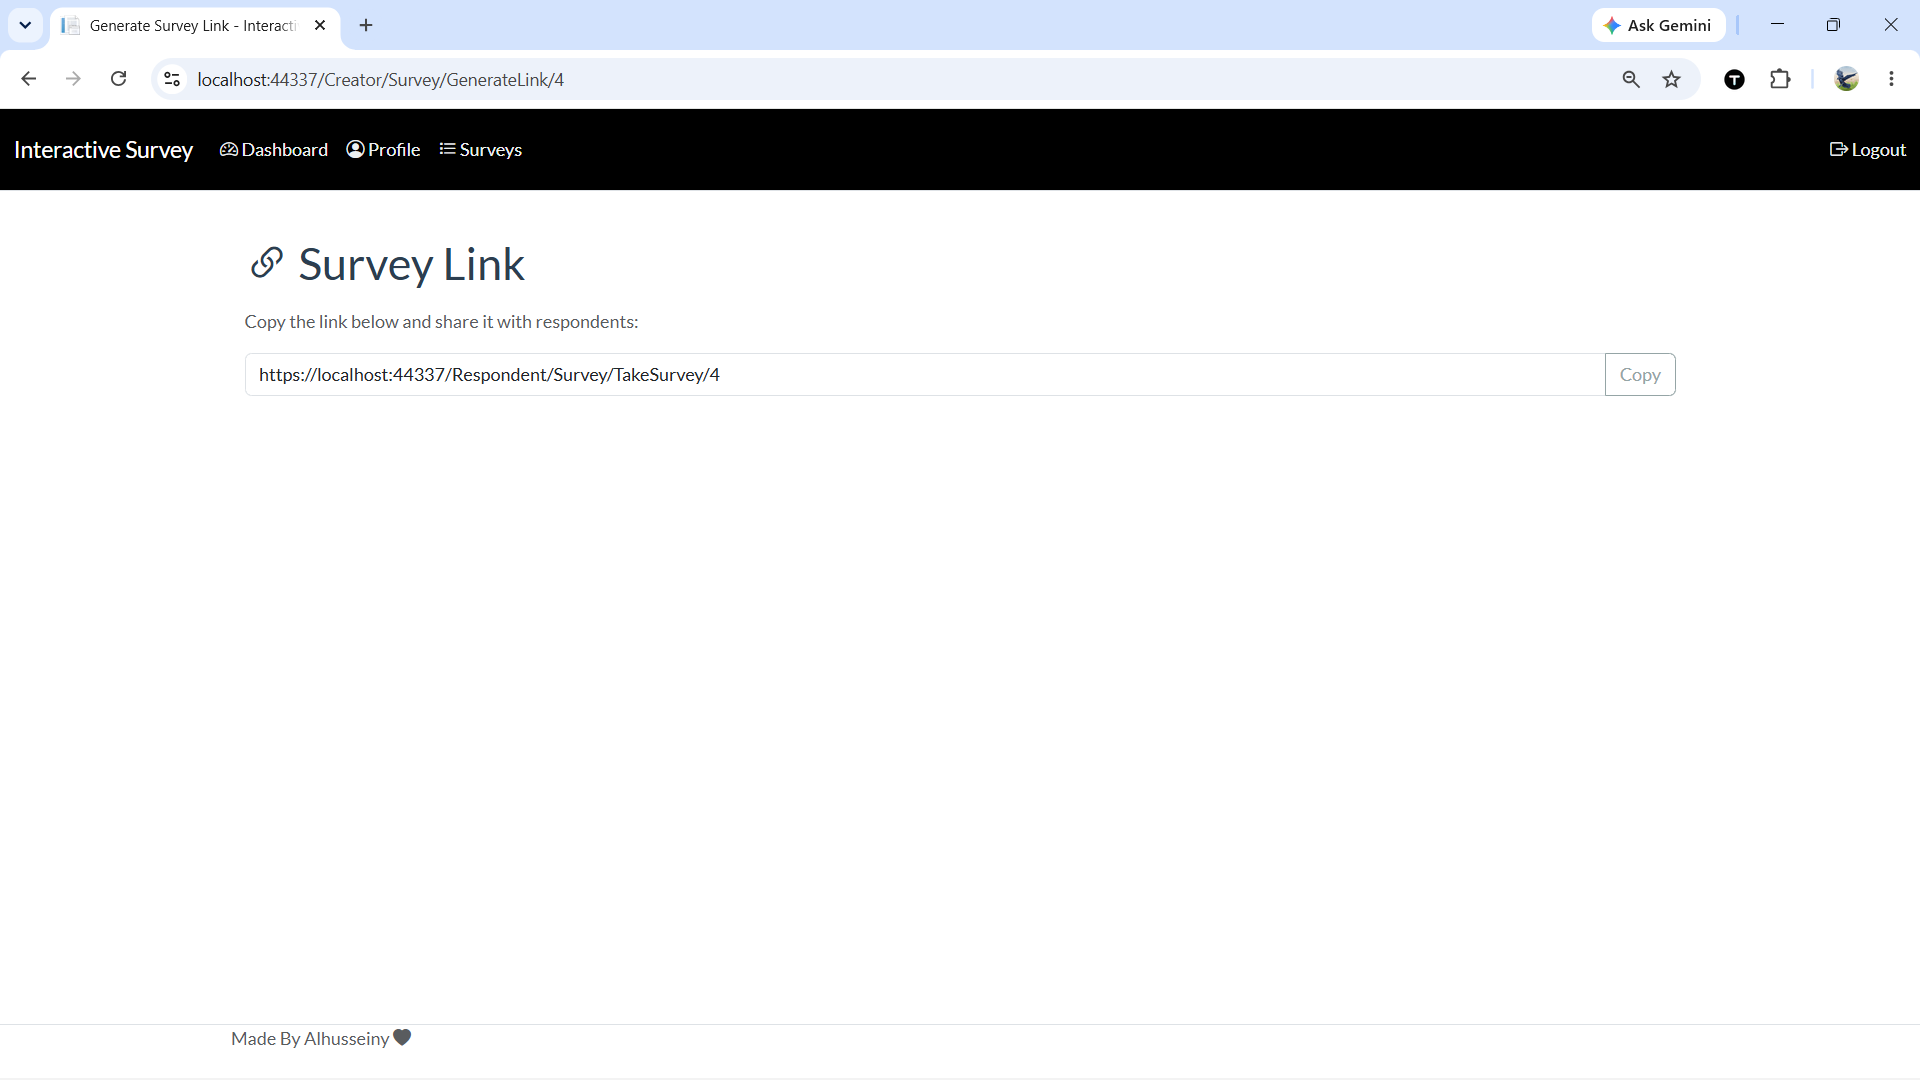 Generate Survey Link - Interacti
Ask Gemini
localhost:44337/Creator/Survey/GenerateLink/4
Interactive Survey Dashboard Profile Surveys Logout
Survey Link
Copy the link below and share it with respondents:
https://localhost:44337/Respondent/Survey/TakeSurvey/4 Copy
Made By Alhusseiny